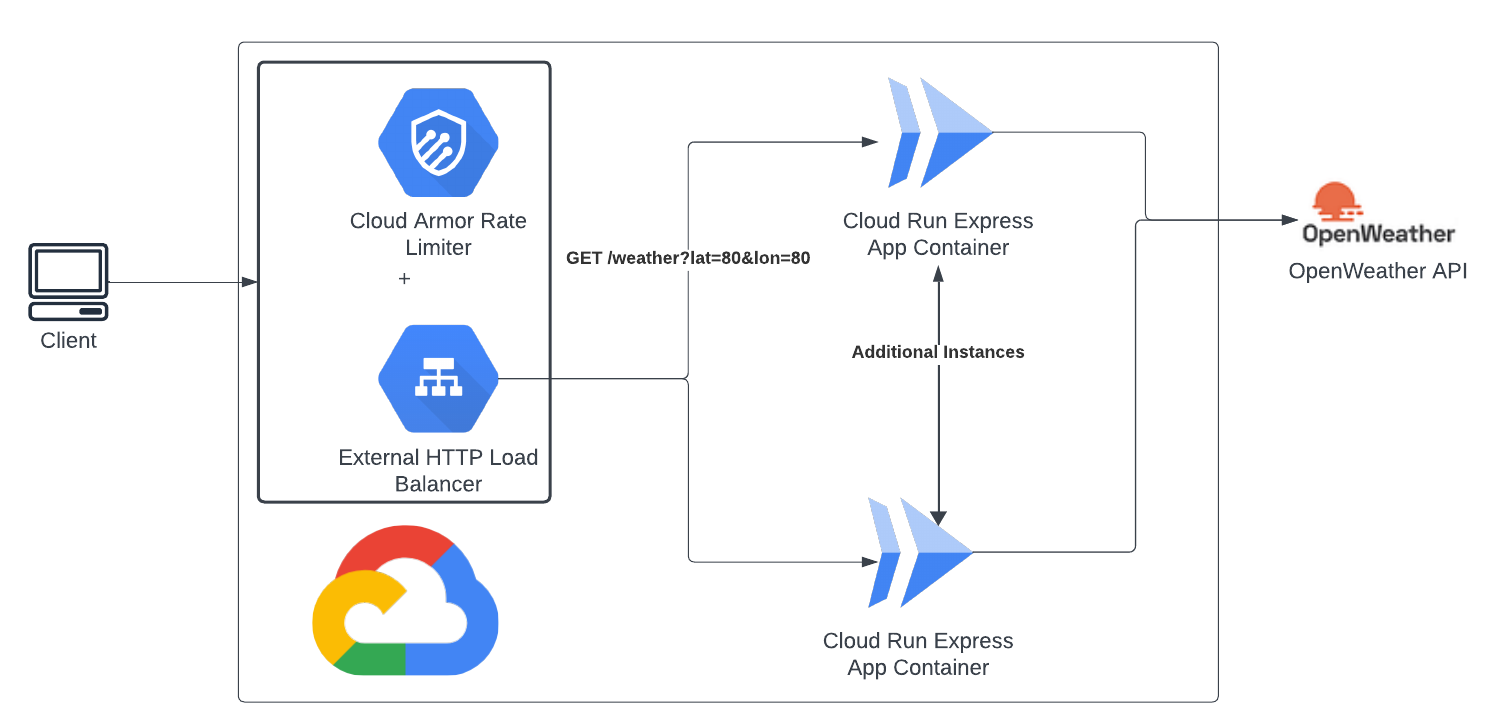 Client
Cloud Armor Rate
Limiter
+
External HTTP Load
Balancer
GET /weather?lat=80&lon=80
Cloud Run Express
App Container
Additional Instances
Cloud Run Express
App Container
OpenWeather
OpenWeather API